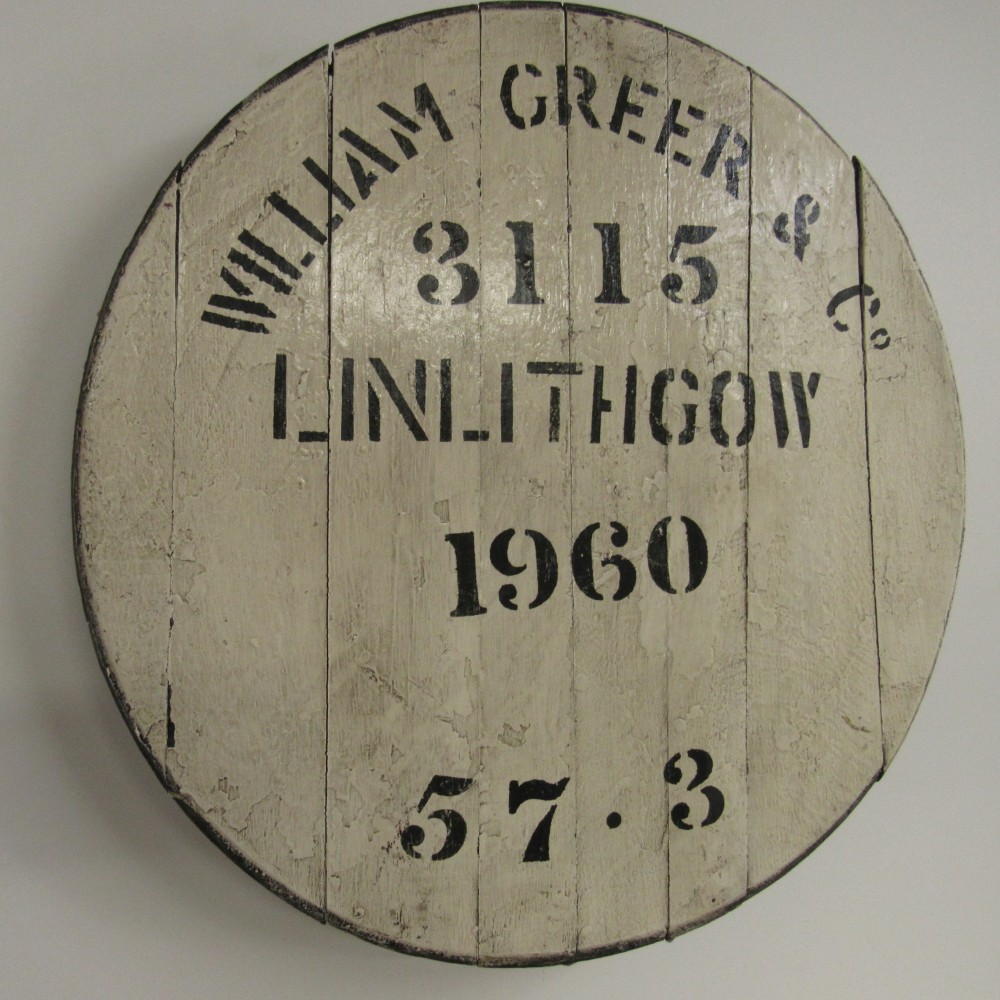 WILLIAM GREER & Co
3115
LINLITHGOW
1960
57.3